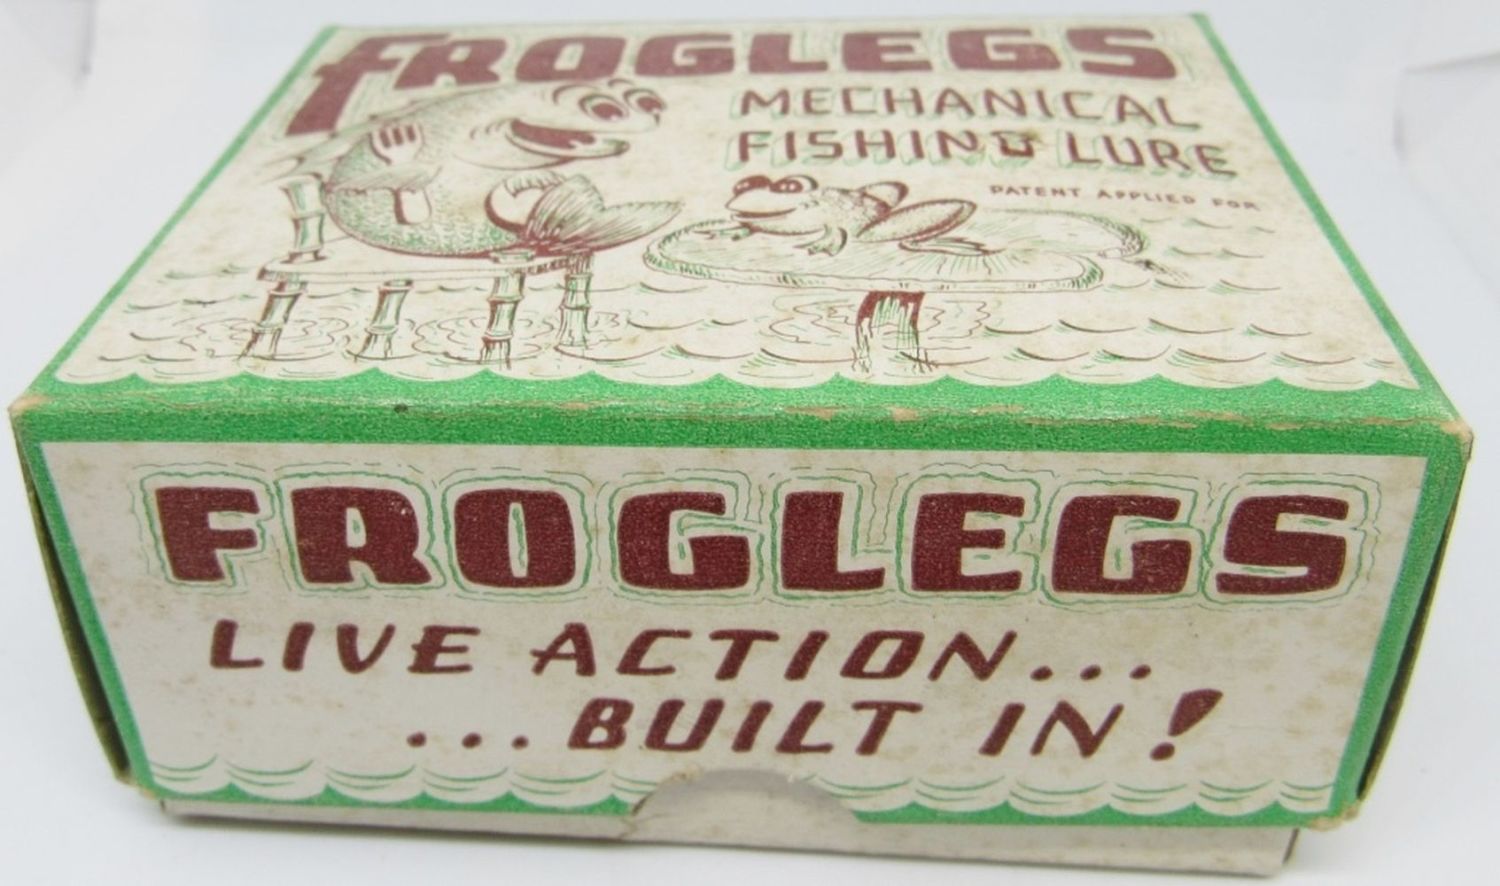 FROGLEGS
MECHANICAL
FISHING LURE
PATENT APPLIED FOR
FROGLEGS
LIVE ACTION...
...BUILT IN!